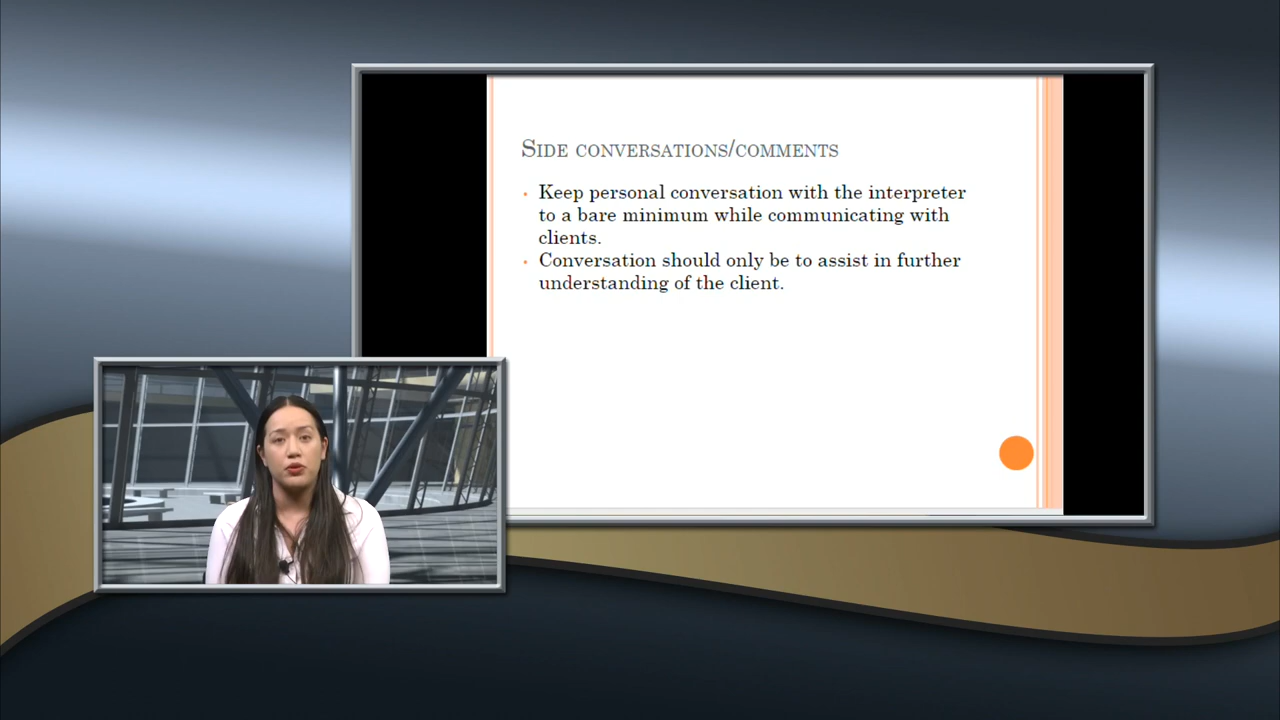 SIDE CONVERSATIONS/COMMENTS
• Keep personal conversation with the interpreter
to a bare minimum while communicating with
clients.
• Conversation should only be to assist in further
understanding of the client.